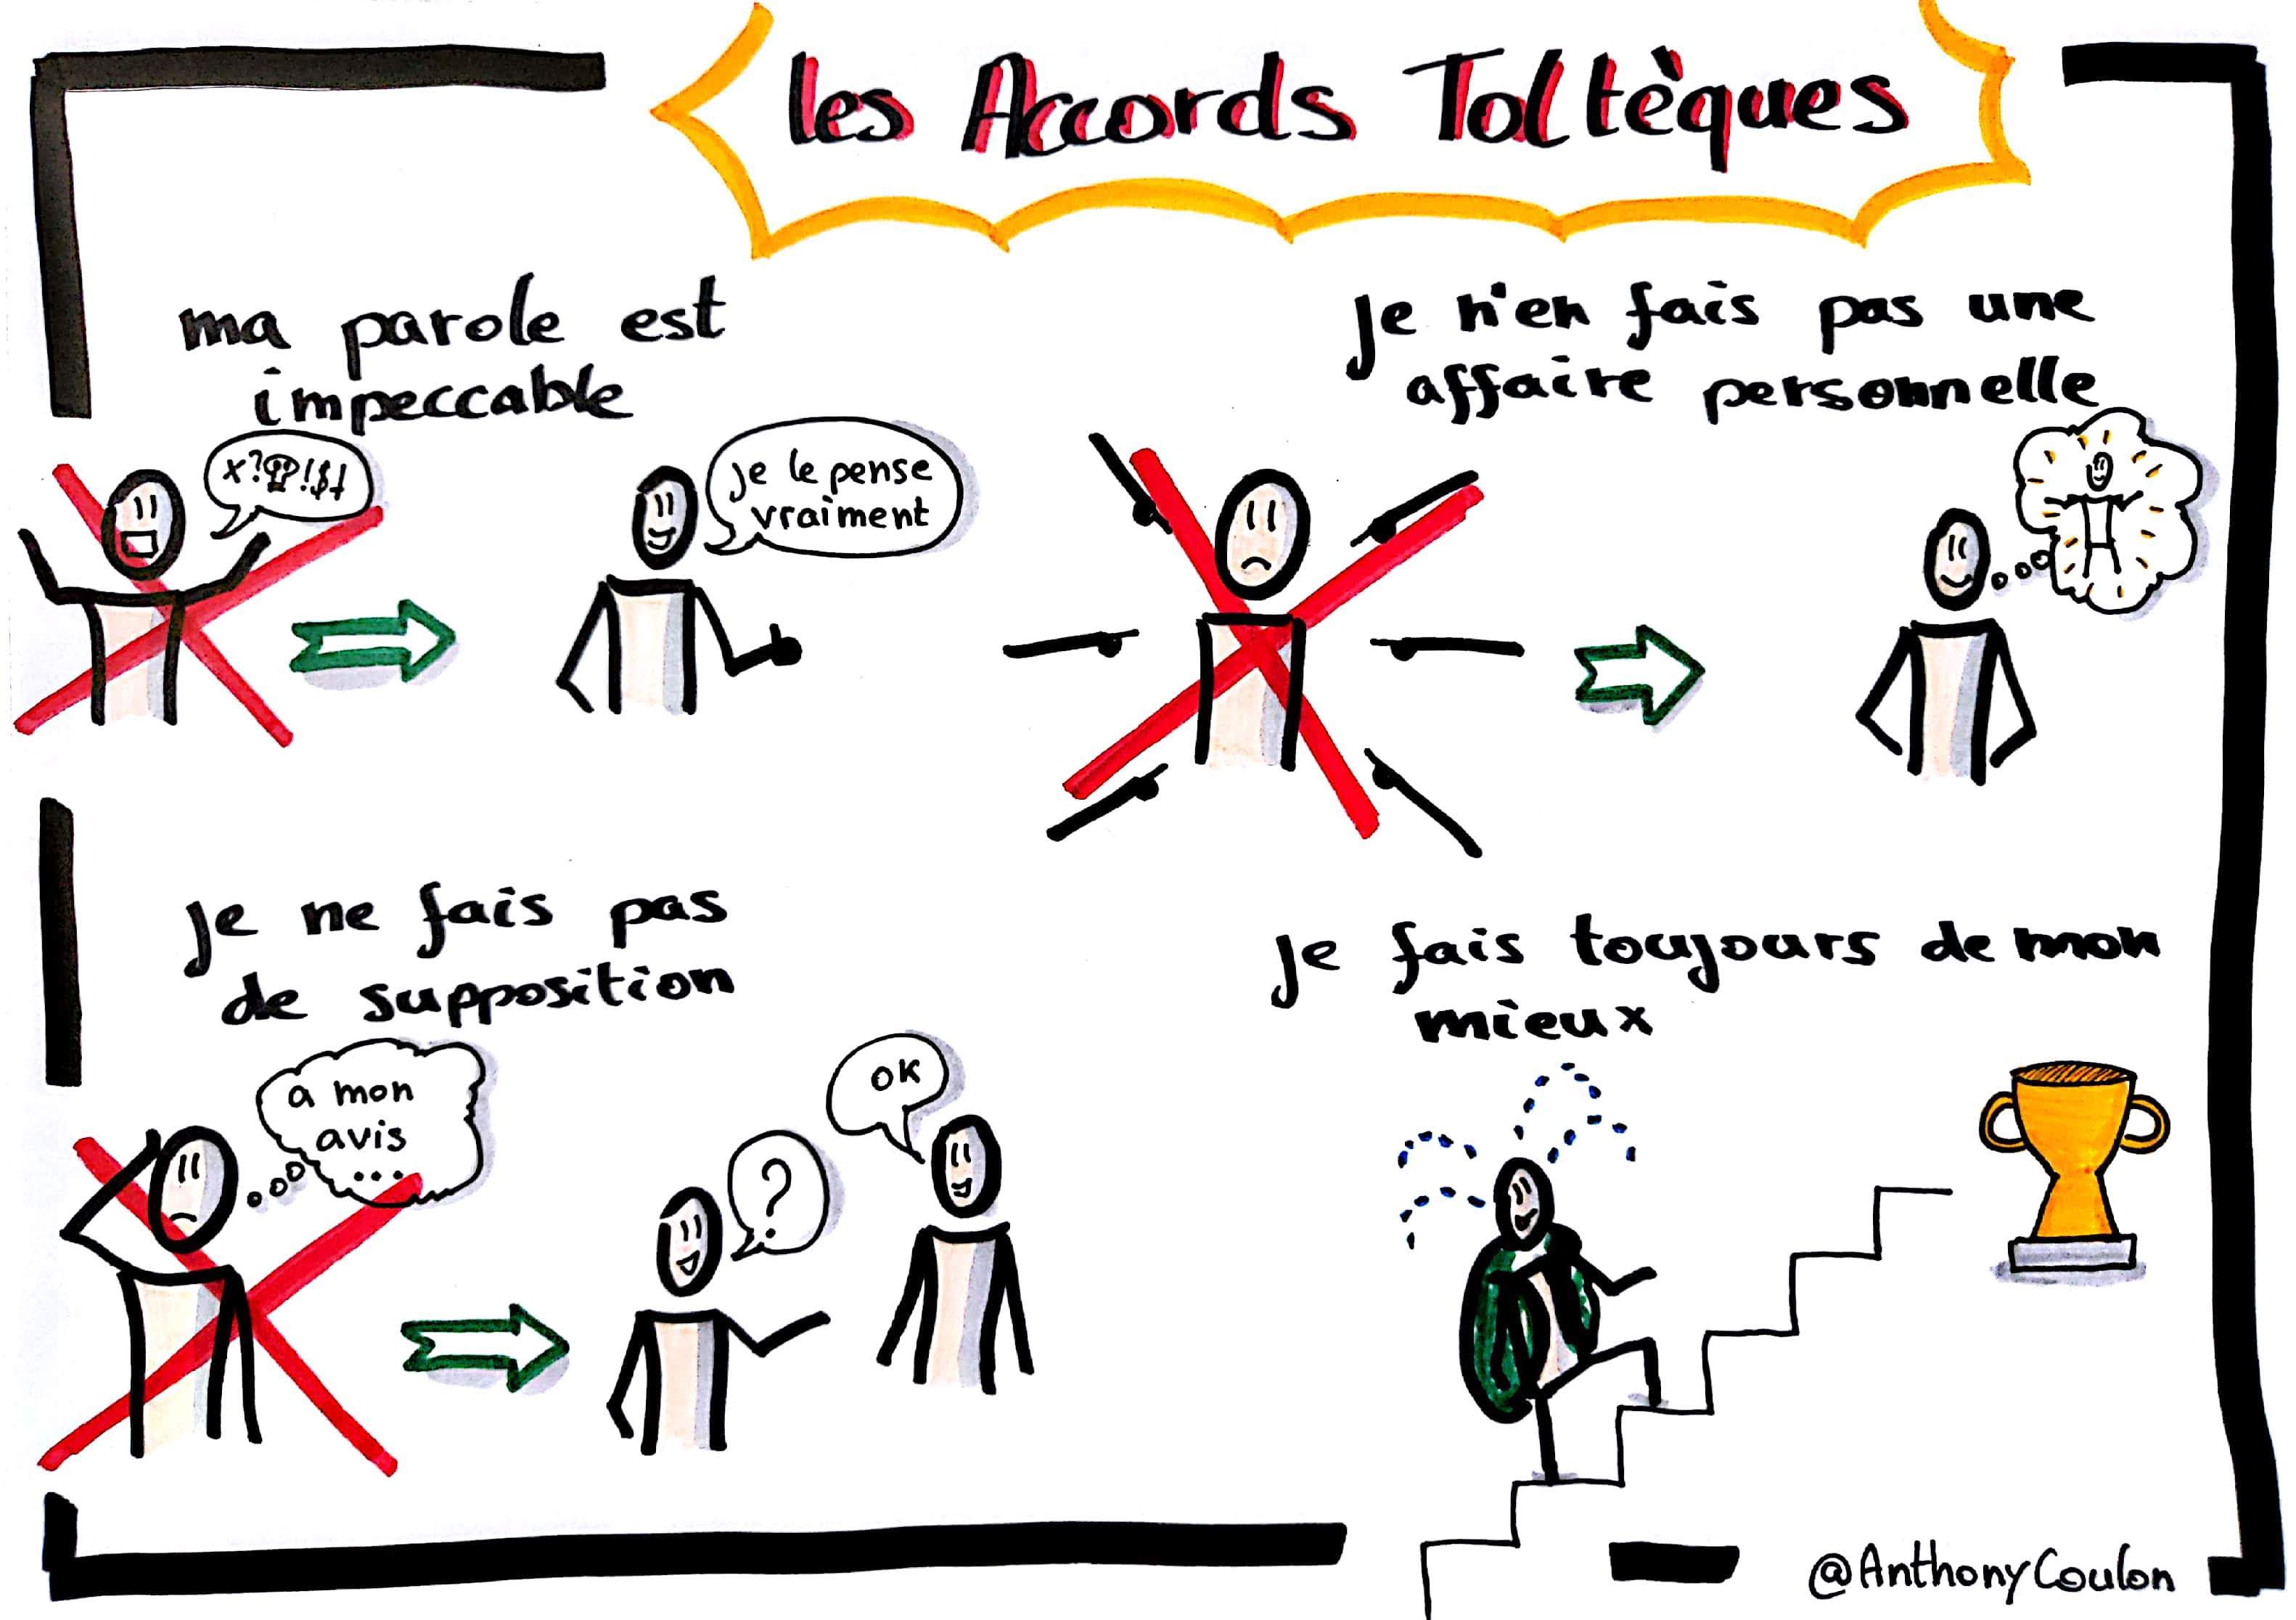 les Accords Toltèques
ma parole est
impeccable
x?!$!
je le pense
vraiment
je n'en fais pas une
affaire personnelle
je ne fais pas
de supposition
a mon
avis
...
?
OK
je fais toujours de mon
mieux
@AnthonyCoulon